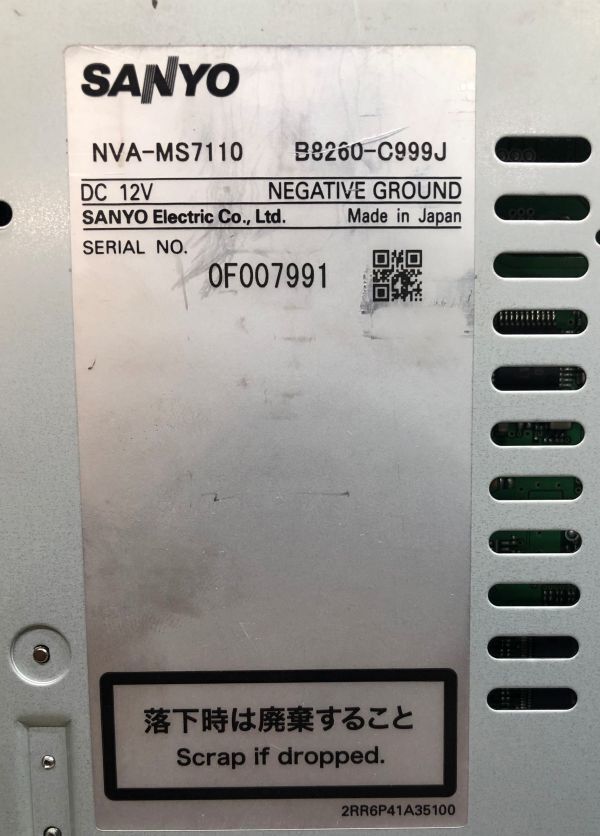 SANYO
NVA-MS7110 B8260-C999J
DC 12V NEGATIVE GROUND
SANYO Electric Co., Ltd. Made in Japan
SERIAL NO.
0F007991
落下時は廃棄すること
Scrap if dropped.
2RR6P41A35100